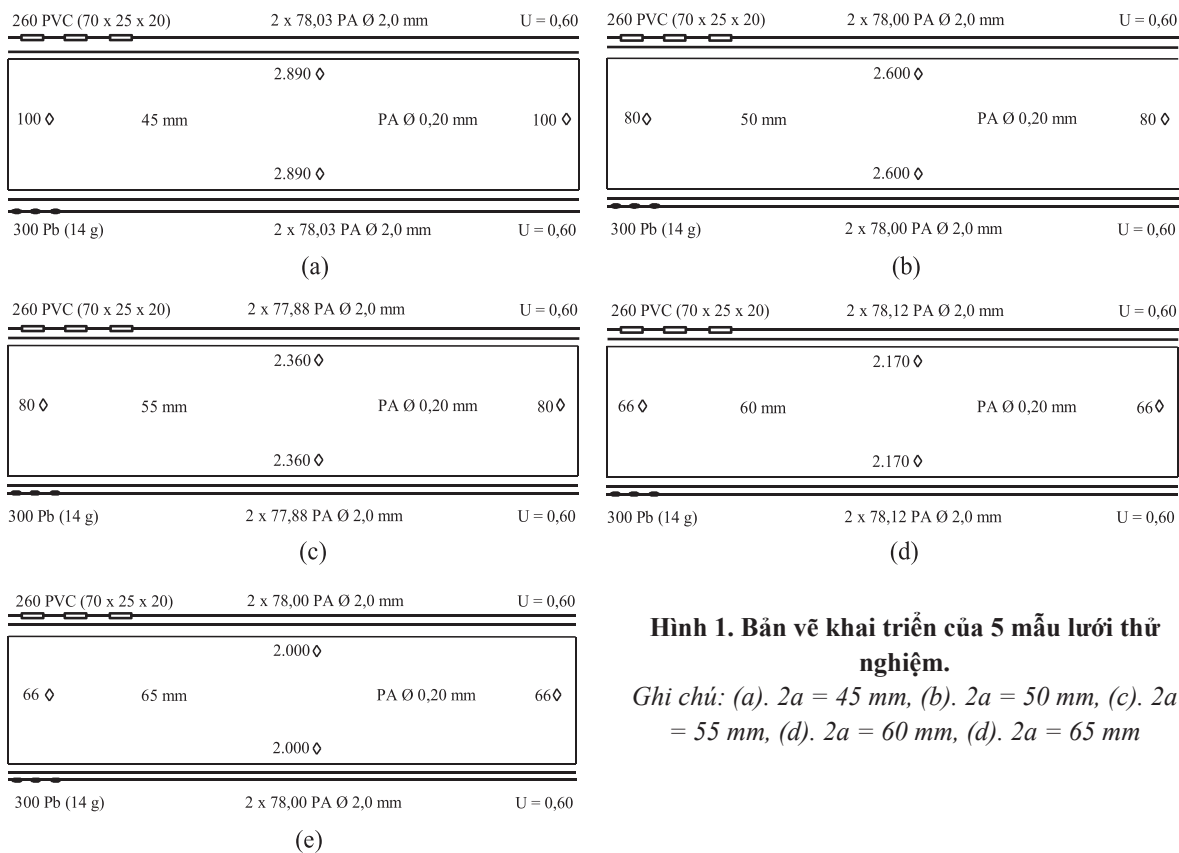 260 PVC (70 x 25 x 20) 2 x 78,03 PA Ø 2,0 mm U = 0,60
2.890 ◊
100 ◊ 45 mm PA Ø 0,20 mm 100 ◊
2.890 ◊
300 Pb (14 g) 2 x 78,03 PA Ø 2,0 mm U = 0,60
(a)
260 PVC (70 x 25 x 20) 2 x 78,00 PA Ø 2,0 mm U = 0,60
2.600 ◊
80 ◊ 50 mm PA Ø 0,20 mm 80 ◊
2.600 ◊
300 Pb (14 g) 2 x 78,00 PA Ø 2,0 mm U = 0,60
(b)
260 PVC (70 x 25 x 20) 2 x 77,88 PA Ø 2,0 mm U = 0,60
2.360 ◊
80 ◊ 55 mm PA Ø 0,20 mm 80 ◊
2.360 ◊
300 Pb (14 g) 2 x 77,88 PA Ø 2,0 mm U = 0,60
(c)
260 PVC (70 x 25 x 20) 2 x 78,12 PA Ø 2,0 mm U = 0,60
2.170 ◊
66 ◊ 60 mm PA Ø 0,20 mm 66 ◊
2.170 ◊
300 Pb (14 g) 2 x 78,12 PA Ø 2,0 mm U = 0,60
(d)
260 PVC (70 x 25 x 20) 2 x 78,00 PA Ø 2,0 mm U = 0,60
2.000 ◊
66 ◊ 65 mm PA Ø 0,20 mm 66 ◊
2.000 ◊
300 Pb (14 g) 2 x 78,00 PA Ø 2,0 mm U = 0,60
(e)
Hình 1. Bản vẽ khai triển của 5 mẫu lưới thử
nghiệm.
Ghi chú: (a). 2a = 45 mm, (b). 2a = 50 mm, (c). 2a
= 55 mm, (d). 2a = 60 mm, (d). 2a = 65 mm